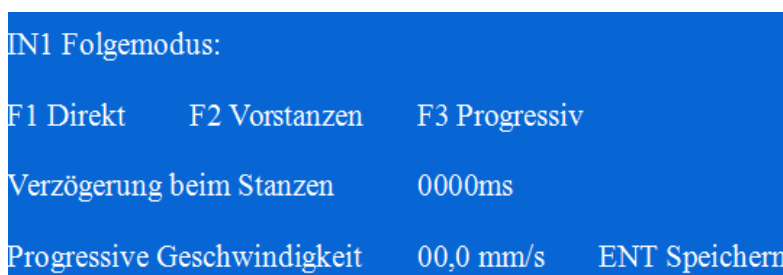 IN1 Folgemodus:
F1 Direkt F2 Vorstanzen F3 Progressiv
Verzögerung beim Stanzen 0000ms
Progressive Geschwindigkeit 00,0 mm/s ENT Speichern